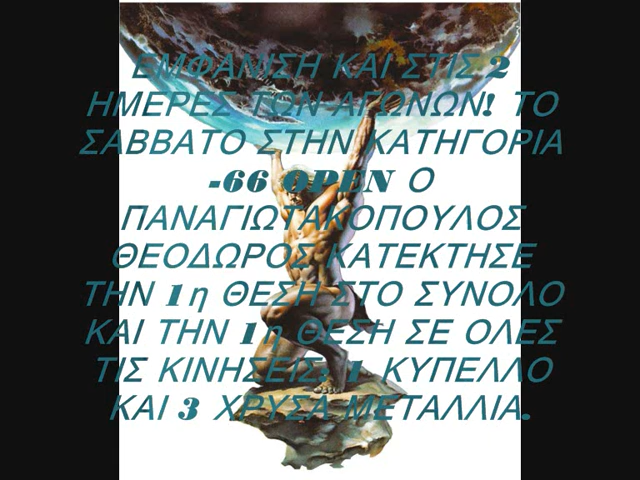 ΕΜΦΑΝΙΣΗ ΚΑΙ ΣΤΙΣ 2
ΗΜΕΡΕΣ ΤΩΝ ΑΓΩΝΩΝ! ΤΟ
ΣΑΒΒΑΤΟ ΣΤΗΝ ΚΑΤΗΓΟΡΙΑ
-66 OPEN Ο
ΠΑΝΑΓΙΩΤΑΚΟΠΟΥΛΟΣ
ΘΕΟΔΩΡΟΣ ΚΑΤΕΚΤΗΣΕ
ΤΗΝ 1η ΘΕΣΗ ΣΤΟ ΣΥΝΟΛΟ
ΚΑΙ ΤΗΝ 1η ΘΕΣΗ ΣΕ ΟΛΕΣ
ΤΙΣ ΚΙΝΗΣΕΙΣ: 1 ΚΥΠΕΛΛΟ
ΚΑΙ 3 ΧΡΥΣΑ ΜΕΤΑΛΛΙΑ.